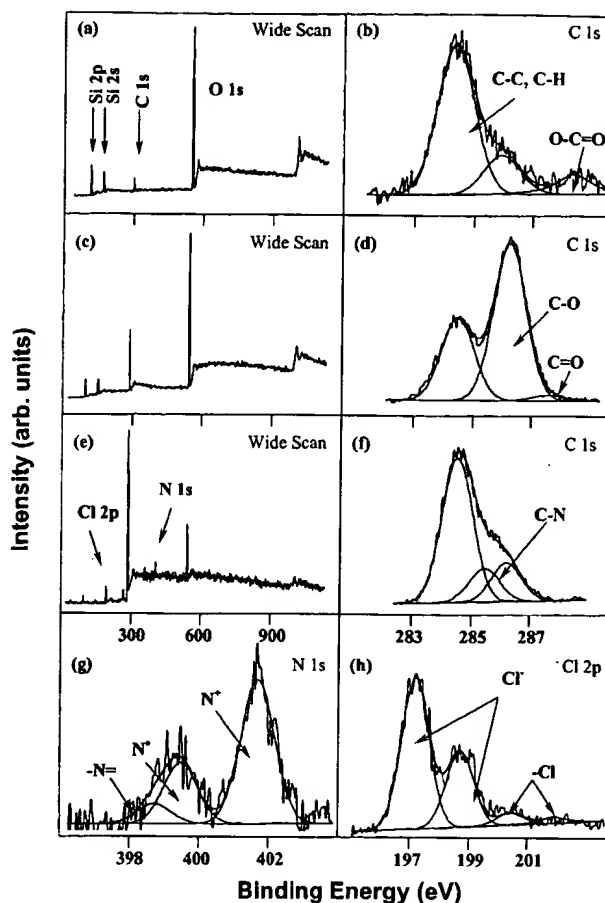 (a)
Wide Scan
Si 2p
Si 2s
C 1s
O 1s
(b)
C 1s
C-C, C-H
O-C=O
(c)
Wide Scan
(d)
C 1s
C-O
C=O
(e)
Wide Scan
Cl 2p
N 1s
(f)
C 1s
C-N
300 600 900
283 285 287
(g)
N 1s
-N=
N*
N+
(h)
Cl 2p
Cl-
-Cl
398 400 402
197 199 201
Intensity (arb. units)
Binding Energy (eV)